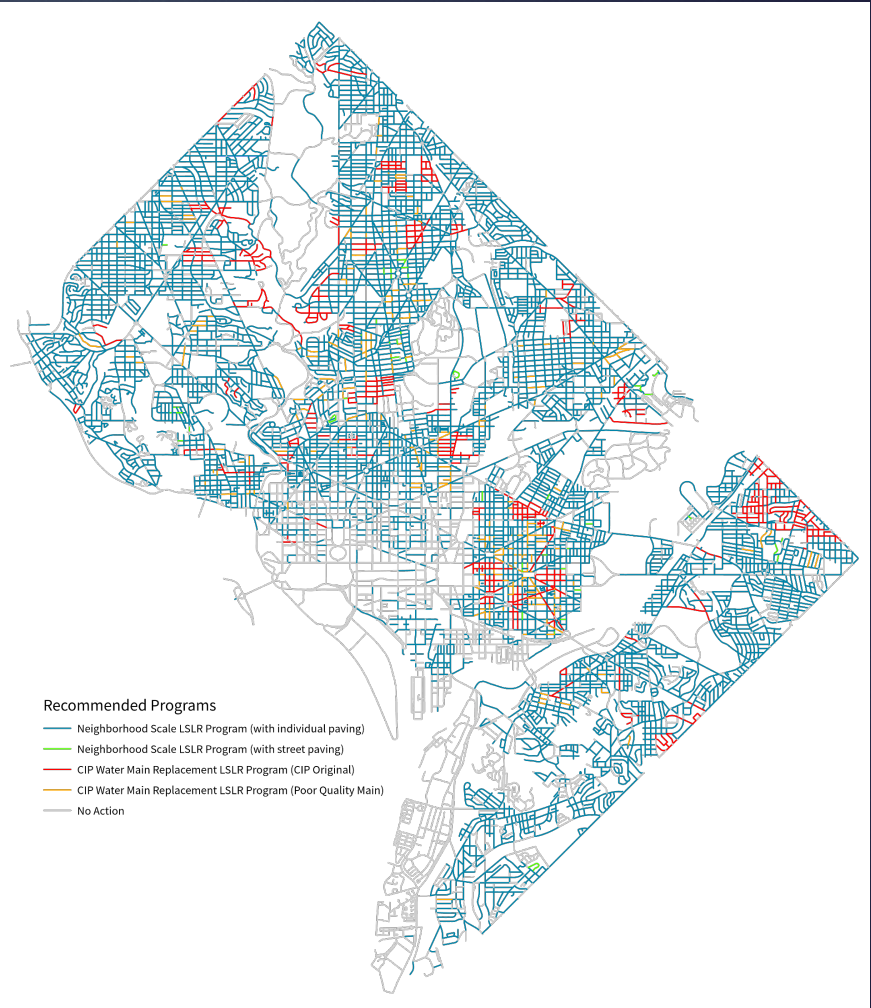 Recommended Programs
Neighborhood Scale LSLR Program (with individual paving)
Neighborhood Scale LSLR Program (with street paving)
CIP Water Main Replacement LSLR Program (CIP Original)
CIP Water Main Replacement LSLR Program (Poor Quality Main)
No Action